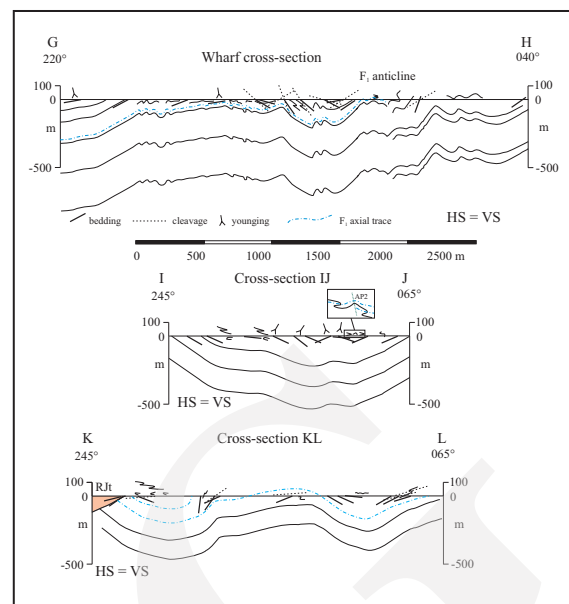 G H
220° Wharf cross-section 040°
F₁ anticline
100 100
0 0
m m
-500 -500
bedding cleavage younging F₁ axial trace HS = VS
0 500 1000 1500 2000 2500 m
I Cross-section IJ J
245° 065°
AP2
100 100
0 0
m m
-500 -500
HS = VS
K Cross-section KL L
245° 065°
100 RJt 100
0 0
m m
-500 -500
HS = VS